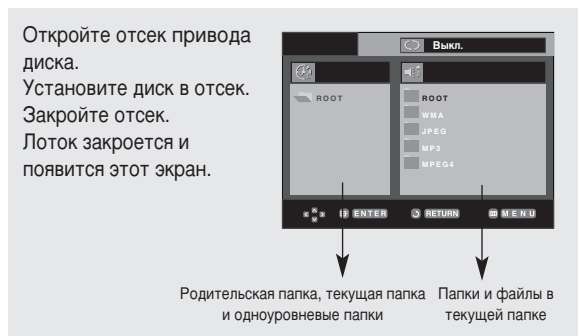 Откройте отсек привода
диска.
Установите диск в отсек.
Закройте отсек.
Лоток закроется и
появится этот экран.
Выкл.
ROOT
ROOT
WMA
JPEG
MP3
MPEG4
ENTER RETURN MENU
Родительская папка, текущая папка
и одноуровневые папки
Папки и файлы в
текущей папке